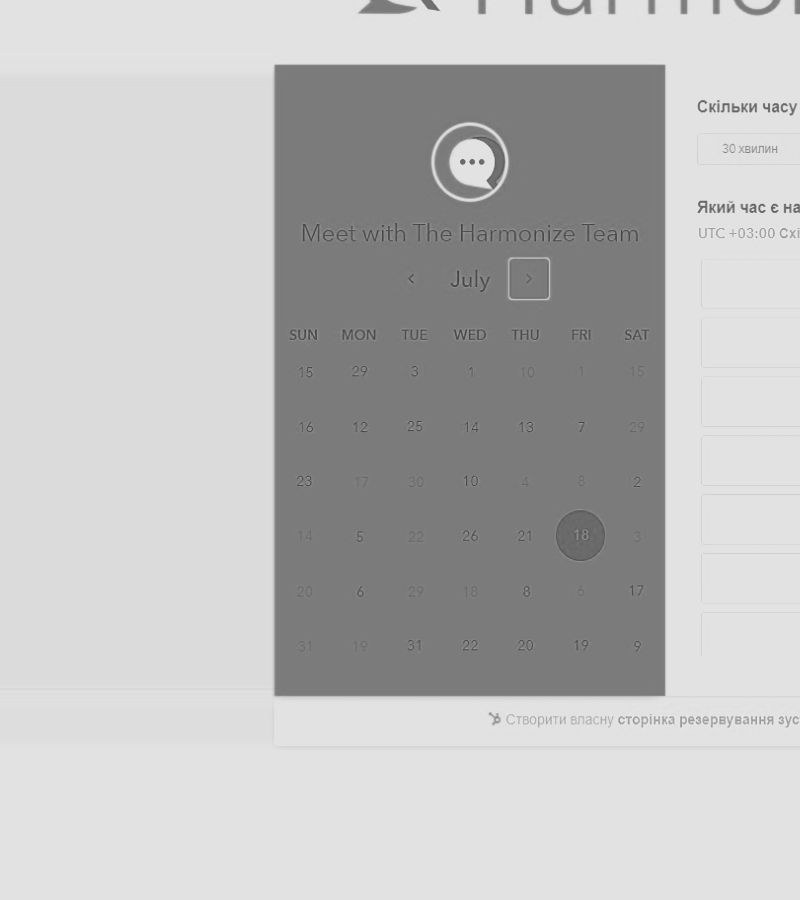 Harmo
Meet with The Harmonize Team
July
SUN MON TUE WED THU FRI SAT
15 29 3 1 10 1 15
16 12 25 14 13 7 29
23 17 30 10 4 8 2
14 5 22 26 21 18 3
20 6 29 18 8 6 17
31 19 31 22 20 19 9
Скільки часу
30 хвилин
Який час є на
UTC +03:00 Схі
Створити власну сторінка резервування зус